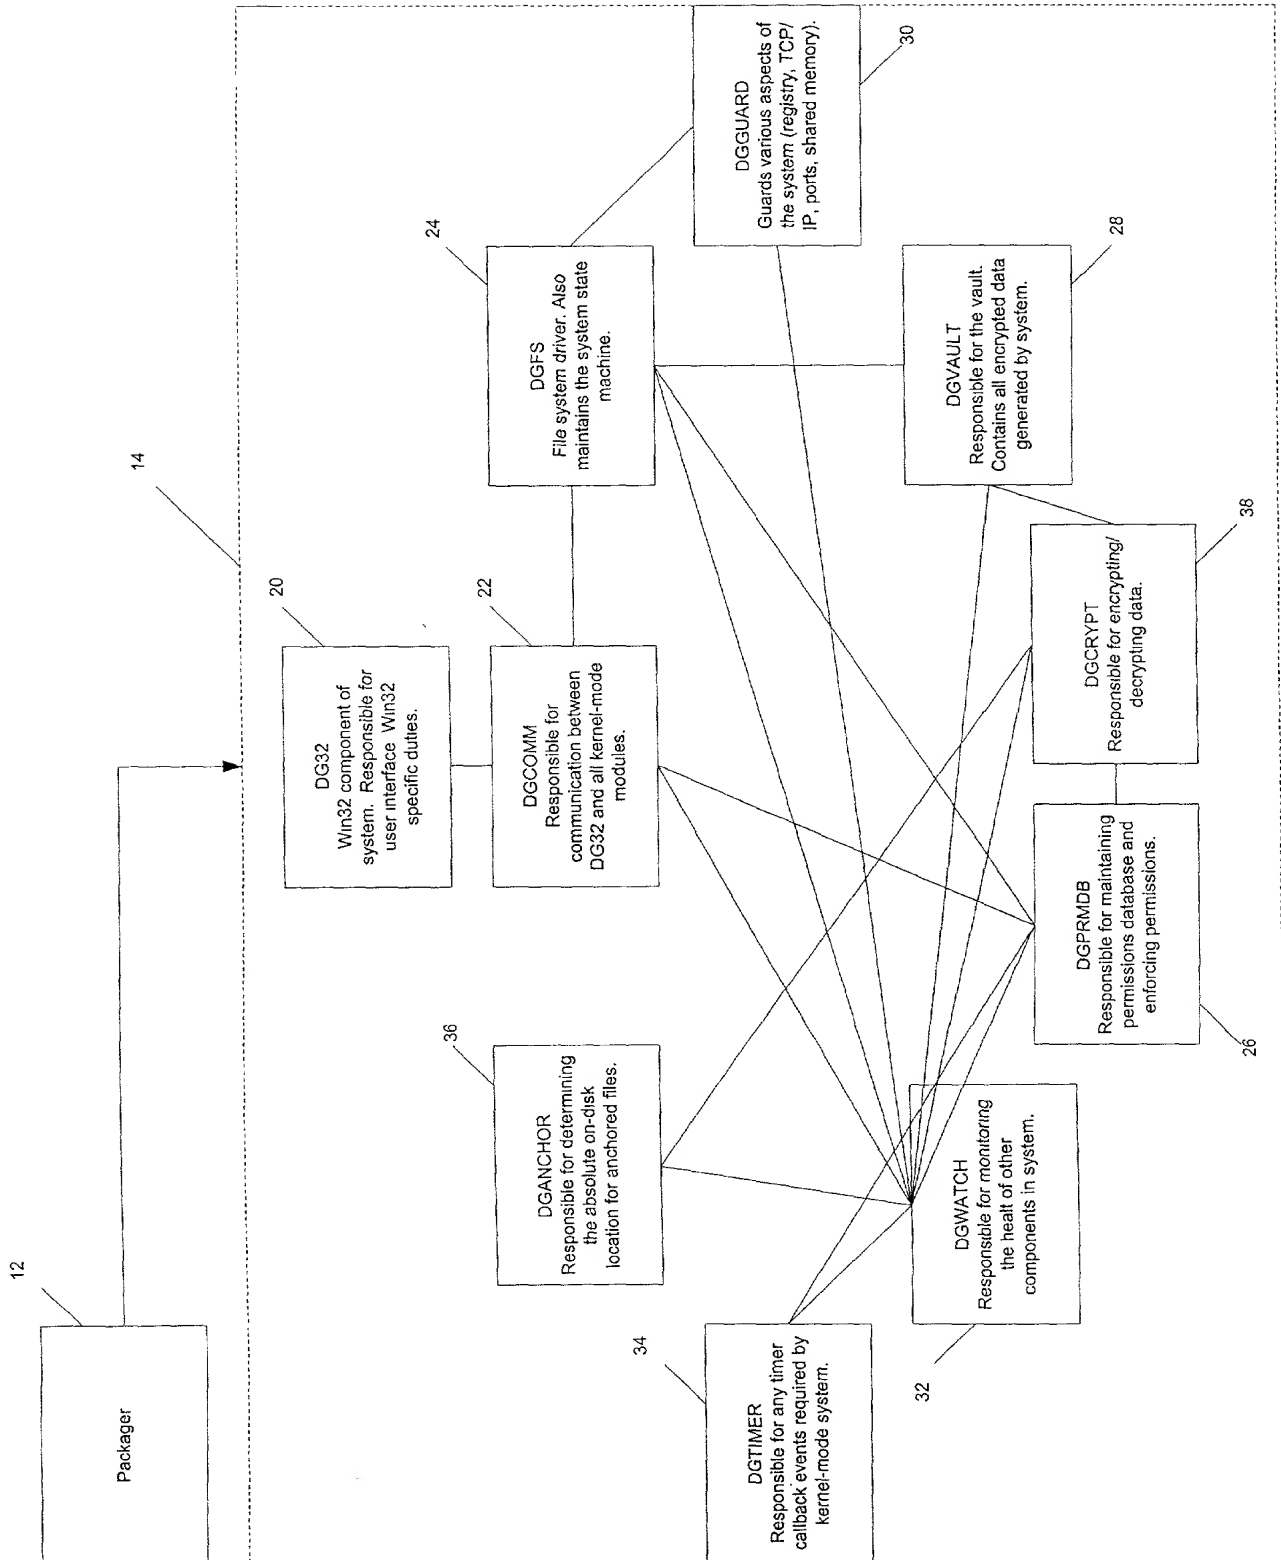 12
Packager
14
20
DG32
Win32 component of
system. Responsible for
user interface Win32
specific duties.
22
DGCOMM
Responsible for
communication between
DG32 and all kernel-mode
modules.
24
DGFS
File system driver. Also
maintains the system state
machine.
DGGUARD
Guards various aspects of
the system (registry, TCP/
IP, ports, shared memory).
30
36
DGANCHOR
Responsible for determining
the absolute on-disk
location for anchored files.
34
DGTIMER
Responsible for any timer
callback events required by
kernel-mode system.
32
DGWATCH
Responsible for monitoring
the healt of other
components in system.
DGPRMDB
Responsible for maintaining
permissions database and
enforcing permissions.
26
DGCRYPT
Responsible for encrypting/
decrypting data.
38
DGVAULT
Responsible for the vault.
Contains all encrypted data
generated by system.
28